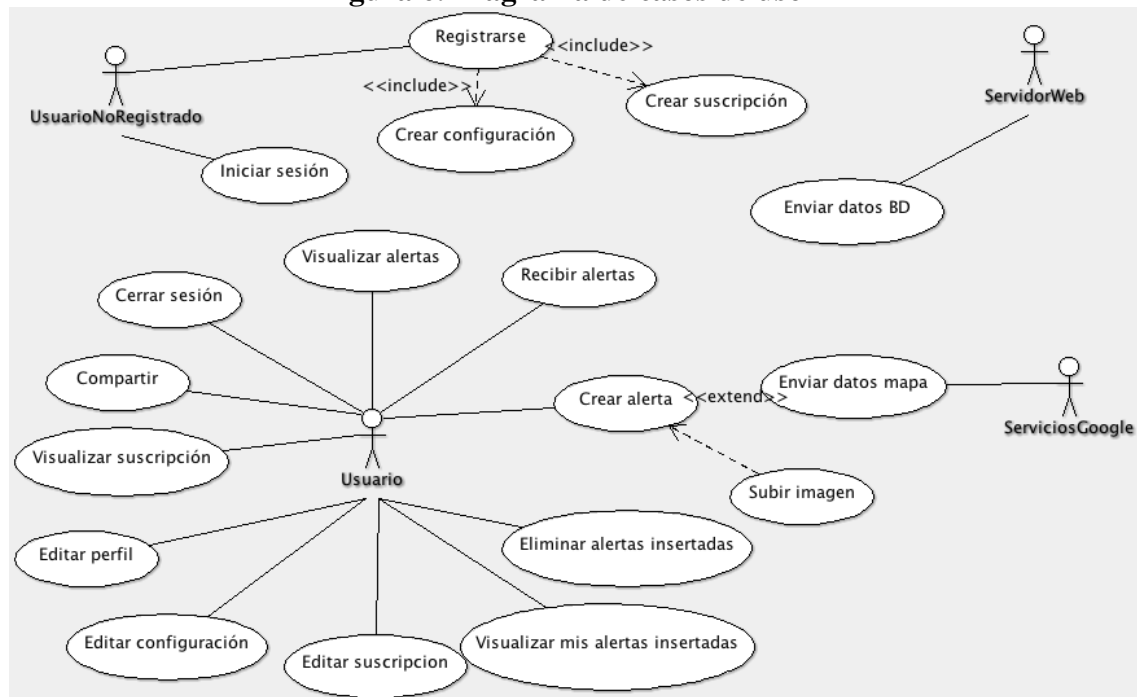 Registrarse
<<include>>
<<include>>
UsuarioNoRegistrado
Crear suscripción
ServidorWeb
Crear configuración
Iniciar sesión
Enviar datos BD
Visualizar alertas
Recibir alertas
Cerrar sesión
Compartir
Crear alerta
<<extend>>
Enviar datos mapa
ServiciosGoogle
Visualizar suscripción
Usuario
Subir imagen
Editar perfil
Eliminar alertas insertadas
Editar configuración
Editar suscripcion
Visualizar mis alertas insertadas